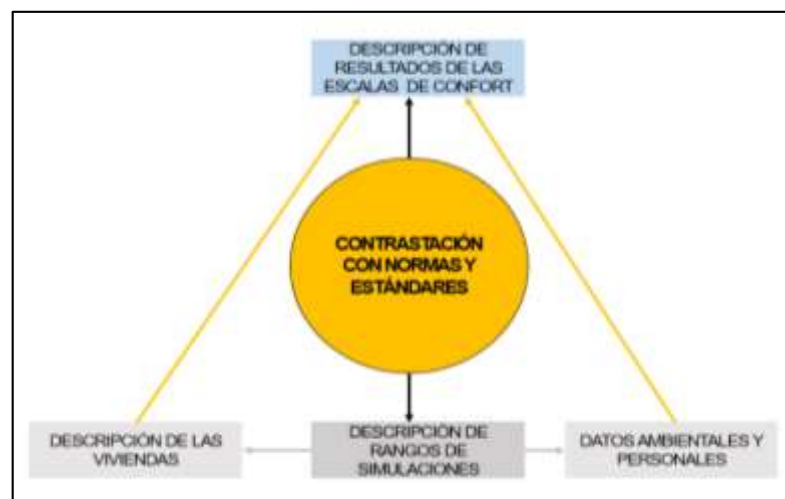 DESCRIPCIÓN DE
RESULTADOS DE LAS
ESCALAS DE CONFORT
CONTRASTACIÓN
CON NORMAS Y
ESTÁNDARES
DESCRIPCIÓN DE LAS
VIVIENDAS
DESCRIPCIÓN DE
RANGOS DE
SIMULACIONES
DATOS AMBIENTALES Y
PERSONALES